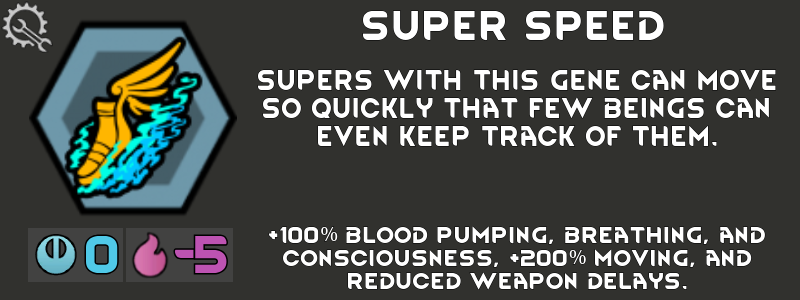 SUPER SPEED
SUPERS WITH THIS GENE CAN MOVE
SO QUICKLY THAT FEW BEINGS CAN
EVEN KEEP TRACK OF THEM.
0 -5
+100% BLOOD PUMPING, BREATHING, AND
CONSCIOUSNESS, +200% MOVING, AND
REDUCED WEAPON DELAYS.